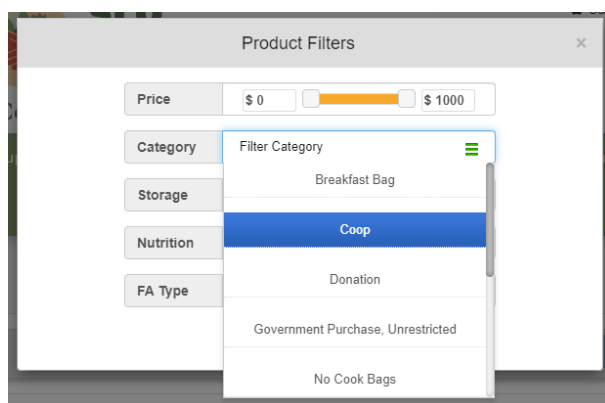 Product Filters ×
Price $ 0 $ 1000
Category Filter Category
Breakfast Bag
Storage
Coop
Nutrition
Donation
FA Type
Government Purchase, Unrestricted
No Cook Bags